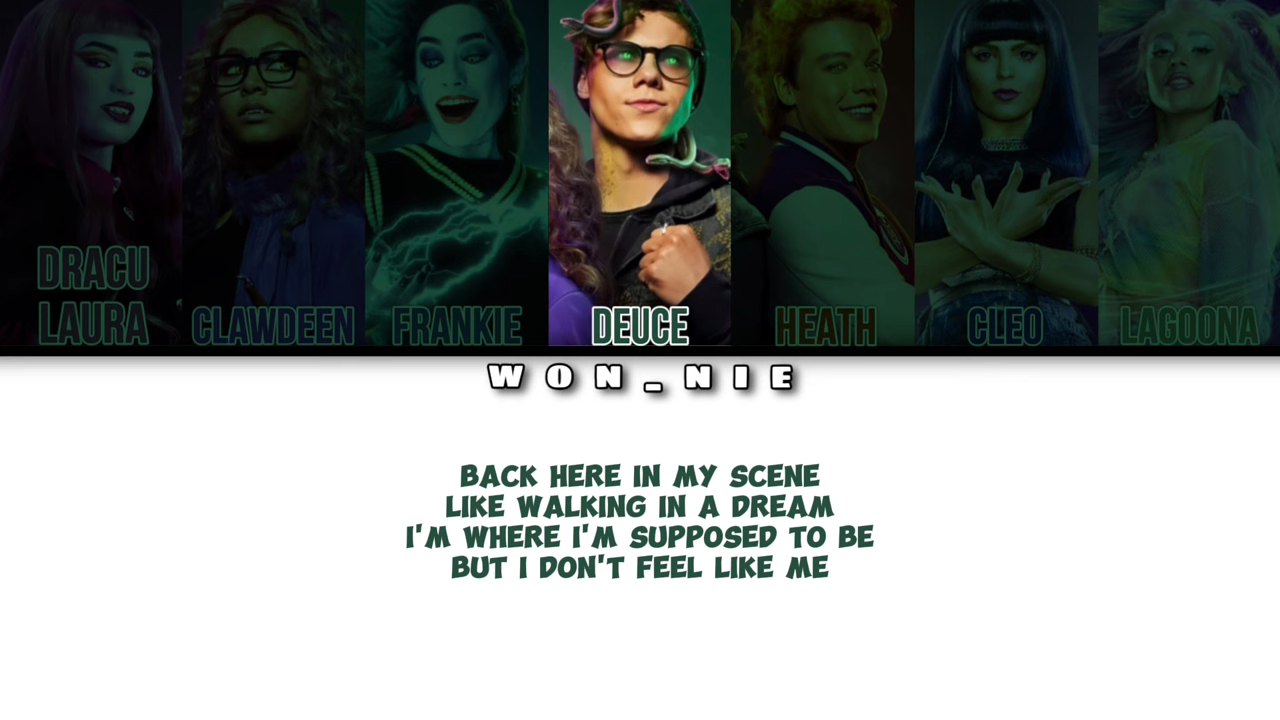 DRACU
LAURA
CLAWDEEN
FRANKIE
DEUCE
HEATH
CLEO
LAGOONA
WON_NIE
BACK HERE IN MY SCENE
LIKE WALKING IN A DREAM
I'M WHERE I'M SUPPOSED TO BE
BUT I DON'T FEEL LIKE ME